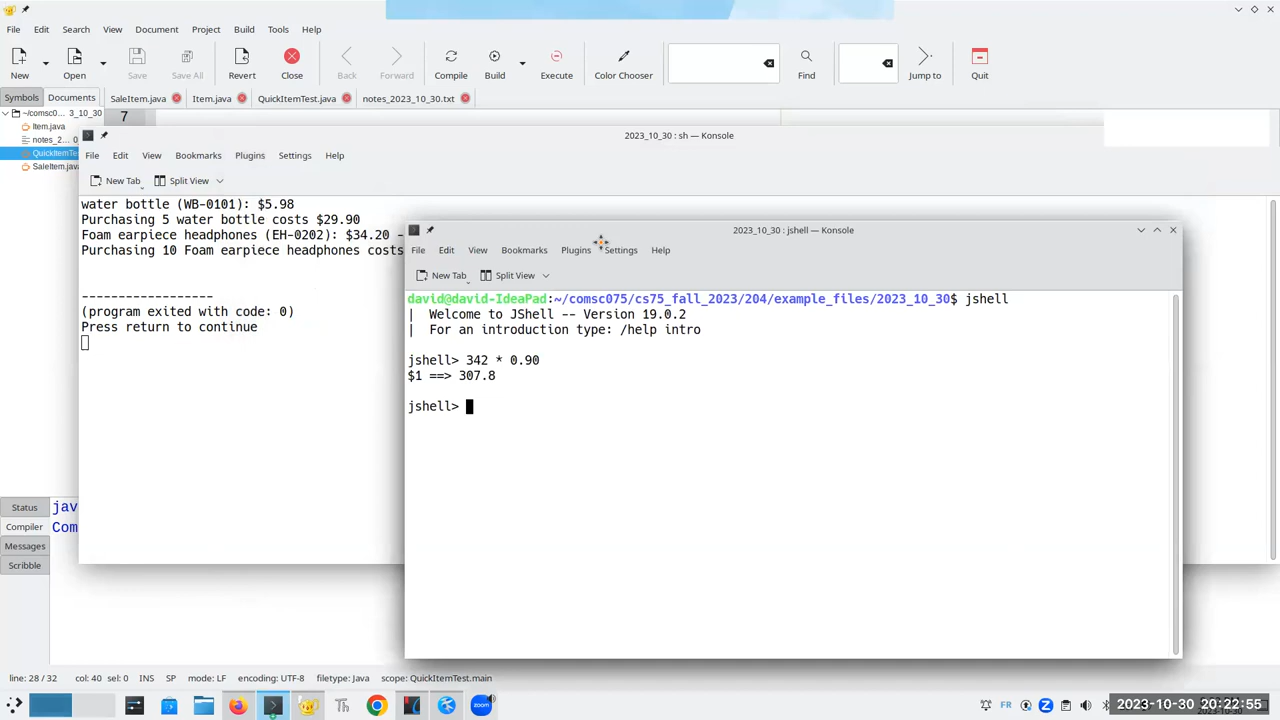 File Edit Search View Document Project Build Tools Help
New Open Save Save All Revert Close Back Forward Compile Build Execute Color Chooser Find Jump to Quit
Symbols Documents SaleItem.java Item.java QuickItemTest.java notes_2023_10_30.txt
~/comsc0... 3_10_30 7
Item.java
notes_2...
QuickItemTe
SaleItem.java
2023_10_30 : sh — Konsole
File Edit View Bookmarks Plugins Settings Help
New Tab Split View
water bottle (WB-0101): $5.98
Purchasing 5 water bottle costs $29.90
Foam earpiece headphones (EH-0202): $34.20 -
Purchasing 10 Foam earpiece headphones costs
------------------
(program exited with code: 0)
Press return to continue
2023_10_30 : jshell — Konsole
File Edit View Bookmarks Plugins Settings Help
New Tab Split View
david@david-IdeaPad:~/comsc075/cs75_fall_2023/204/example_files/2023_10_30$ jshell
| Welcome to JShell -- Version 19.0.2
| For an introduction type: /help intro
jshell> 342 * 0.90
$1 ==> 307.8
jshell>
Status jav
Compiler Com
Messages
Scribble
line: 28 / 32 col: 40 sel: 0 INS SP mode: LF encoding: UTF-8 filetype: Java scope: QuickItemTest.main
FR 2023-10-30 20:22:55